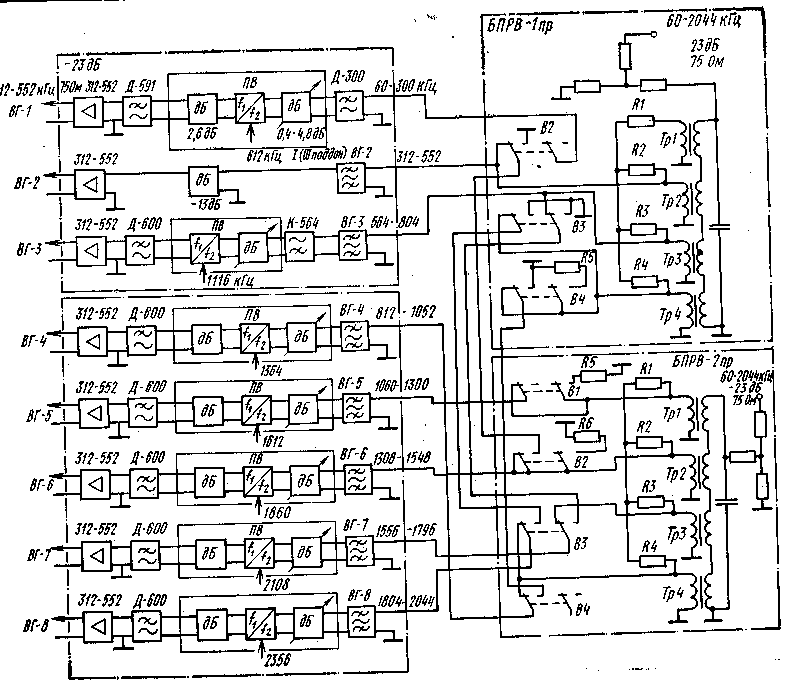 БПРВ-1пр
60-2044 кГц
23 дБ
75 Ом
-23 дБ
312-552 кГц
75Ом 312-552
Д-591
ПВ
Д-300
60-300 кГц
ВГ-1
дБ
f1
f2
дБ
2,6 дБ
0,4-4,8дБ
612 кГц
I (III поддон)
ВГ-2
312-552
312-552
ВГ-2
дБ
-13дБ
312-552
Д-600
ПВ
К-564
ВГ-3
564-804
ВГ-3
f1
f2
дБ
1116 кГц
В2
В3
R5
В4
R1
Тр1
R2
Тр2
R3
Тр3
R4
Тр4
312-552
Д-600
ПВ
ВГ-4
812-1052
ВГ-4
дБ
f1
f2
дБ
1364
312-552
Д-600
ПВ
ВГ-5
1060-1300
ВГ-5
дБ
f1
f2
дБ
1612
312-552
Д-600
ПВ
ВГ-6
1308-1548
ВГ-6
дБ
f1
f2
дБ
1860
312-552
Д-600
ПВ
ВГ-7
1556-1796
ВГ-7
дБ
f1
f2
дБ
2108
312-552
Д-600
ПВ
ВГ-8
1804-2044
ВГ-8
дБ
f1
f2
дБ
2356
БПРВ-2пр
60-2044кГц
-23 дБ
75 Ом
R5
В1
R6
В2
В3
В4
R1
Тр1
R2
Тр2
R3
Тр3
R4
Тр4